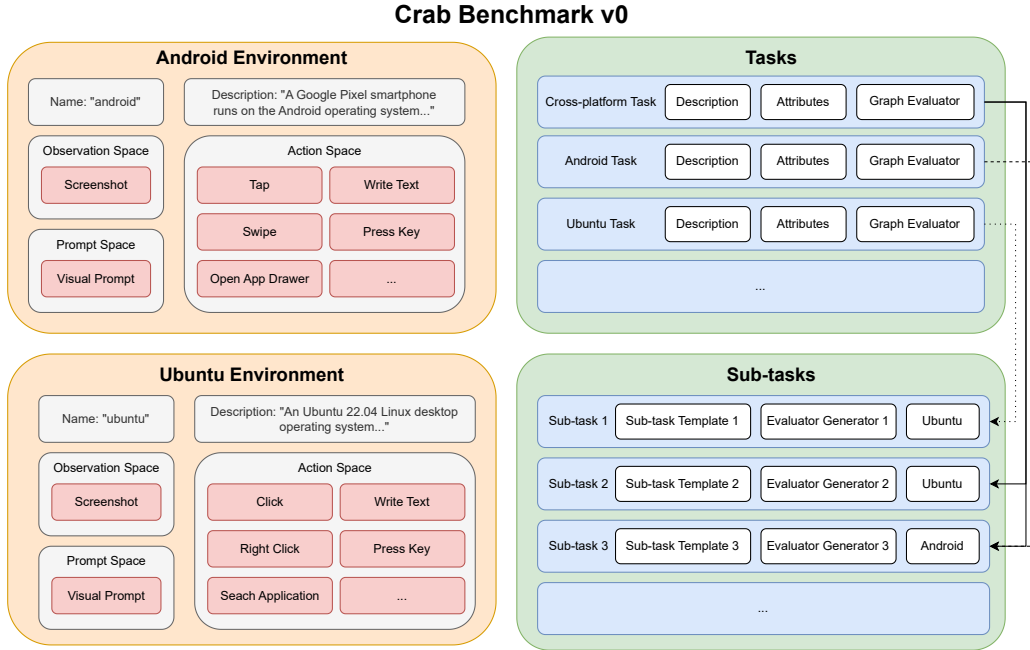 Crab Benchmark v0
Android Environment
Name: "android"
Description: "A Google Pixel smartphone
runs on the Android operating system..."
Observation Space
Screenshot
Prompt Space
Visual Prompt
Action Space
Tap
Write Text
Swipe
Press Key
Open App Drawer
...
Tasks
Cross-platform Task
Description
Attributes
Graph Evaluator
Android Task
Description
Attributes
Graph Evaluator
Ubuntu Task
Description
Attributes
Graph Evaluator
...
Ubuntu Environment
Name: "ubuntu"
Description: "An Ubuntu 22.04 Linux desktop
operating system..."
Observation Space
Screenshot
Prompt Space
Visual Prompt
Action Space
Click
Write Text
Right Click
Press Key
Seach Application
...
Sub-tasks
Sub-task 1
Sub-task Template 1
Evaluator Generator 1
Ubuntu
Sub-task 2
Sub-task Template 2
Evaluator Generator 2
Ubuntu
Sub-task 3
Sub-task Template 3
Evaluator Generator 3
Android
...